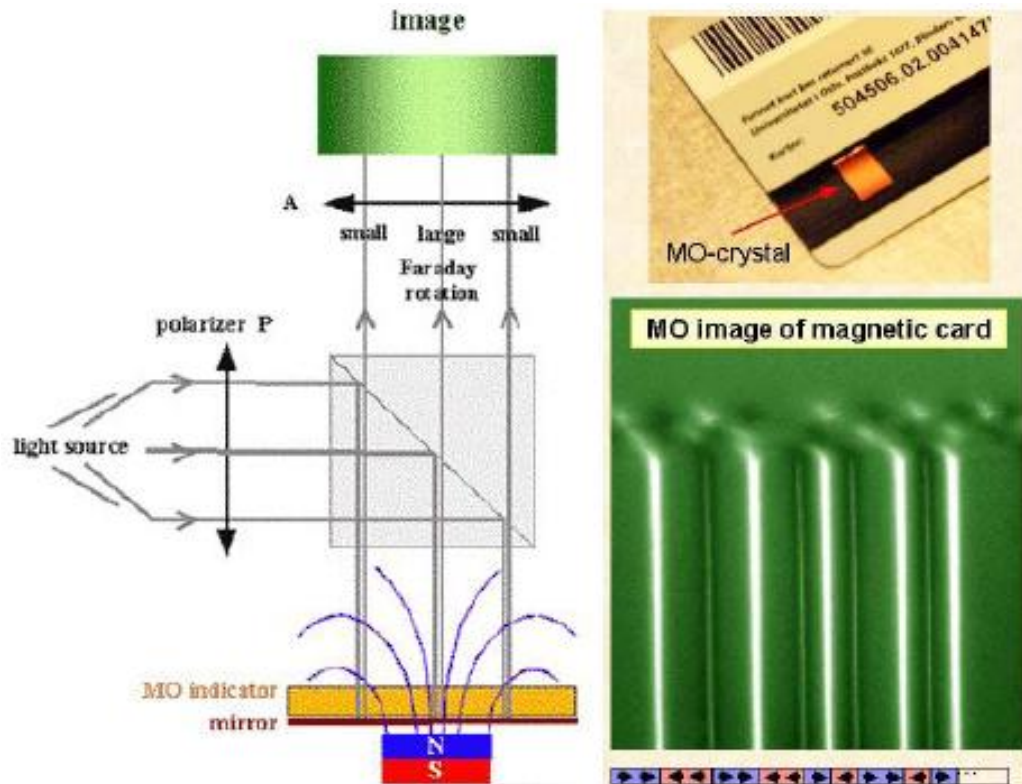 image
A
small large small
Faraday
rotation
polarizer P
light source
MO indicator
mirror
N
S
504506.02.004147
MO-crystal
MO image of magnetic card
...